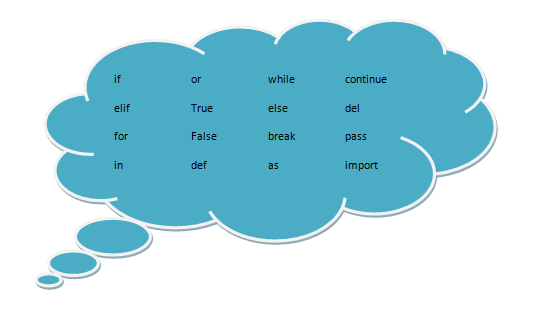 if or while continue
elif True else del
for False break pass
in def as import